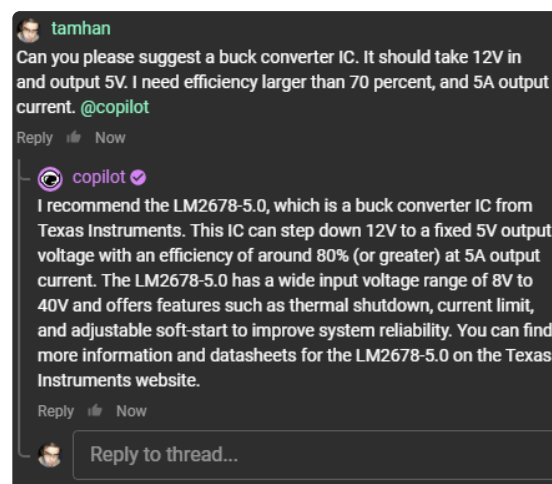 tamhan
Can you please suggest a buck converter IC. It should take 12V in
and output 5V. I need efficiency larger than 70 percent, and 5A output
current. @copilot
Reply Now
copilot
I recommend the LM2678-5.0, which is a buck converter IC from
Texas Instruments. This IC can step down 12V to a fixed 5V output
voltage with an efficiency of around 80% (or greater) at 5A output
current. The LM2678-5.0 has a wide input voltage range of 8V to
40V and offers features such as thermal shutdown, current limit,
and adjustable soft-start to improve system reliability. You can find
more information and datasheets for the LM2678-5.0 on the Texas
Instruments website.
Reply Now
Reply to thread...